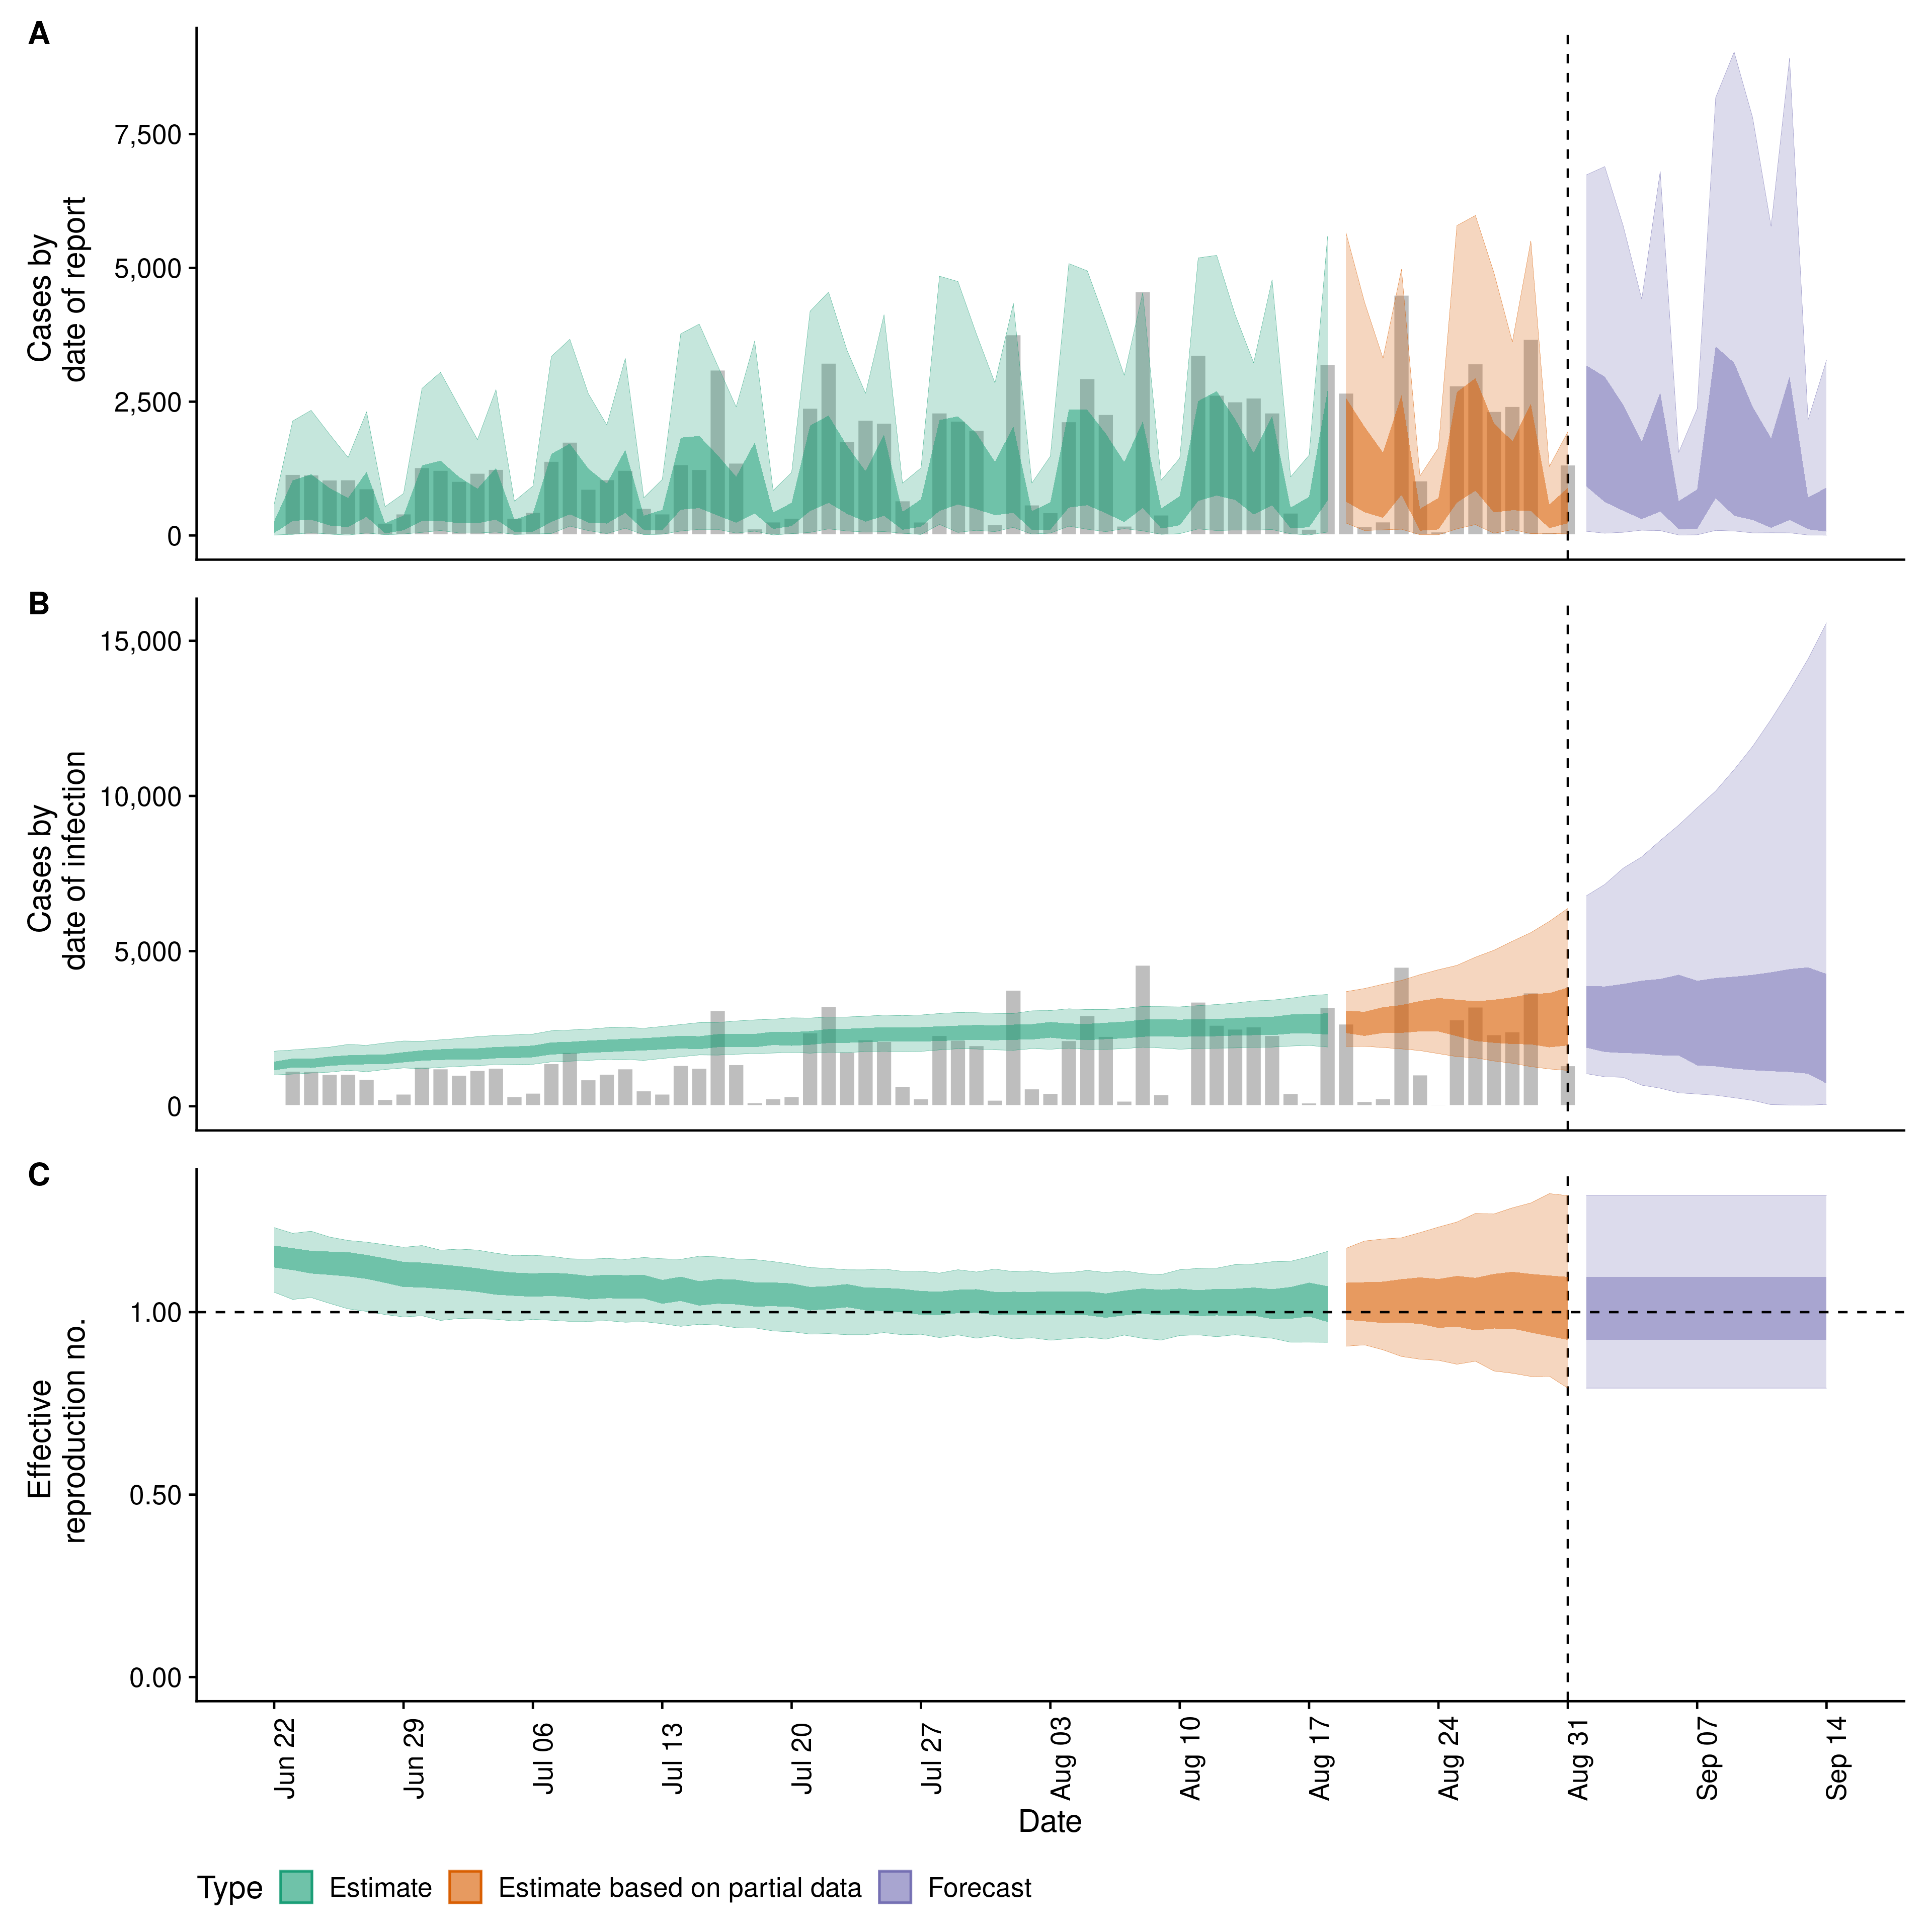 A
Cases by
date of report
7,500
5,000
2,500
0
B
Cases by
date of infection
15,000
10,000
5,000
0
C
Effective
reproduction no.
1.00
0.50
0.00
Jun 22
Jun 29
Jul 06
Jul 13
Jul 20
Jul 27
Aug 03
Aug 10
Aug 17
Aug 24
Aug 31
Sep 07
Sep 14
Date
Type Estimate Estimate based on partial data Forecast